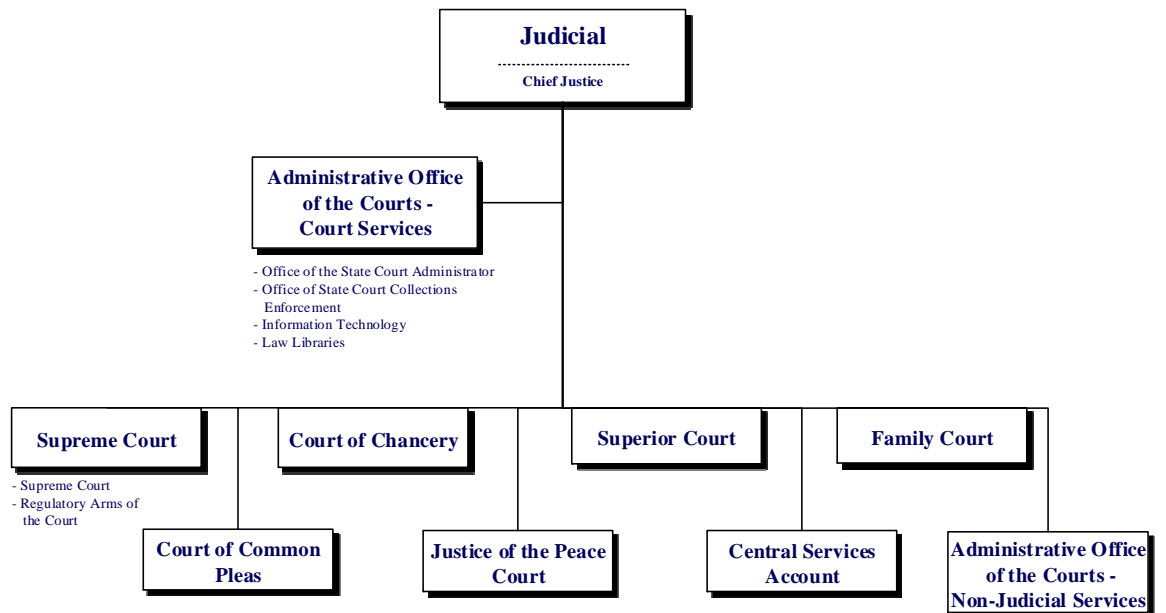 Judicial
Chief Justice
Administrative Office
of the Courts -
Court Services
- Office of the State Court Administrator
- Office of State Court Collections
Enforcement
- Information Technology
- Law Libraries
Supreme Court
- Supreme Court
- Regulatory Arms of
the Court
Court of Chancery
Superior Court
Family Court
Court of Common
Pleas
Justice of the Peace
Court
Central Services
Account
Administrative Office
of the Courts -
Non-Judicial Services